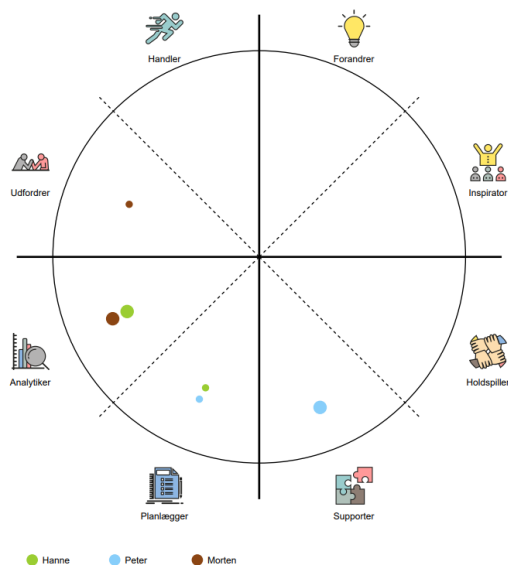 Handler
Forandrer
Udfordrer
Inspirator
Analytiker
Holdspiller
Planlægger
Supporter
Hanne
Peter
Morten